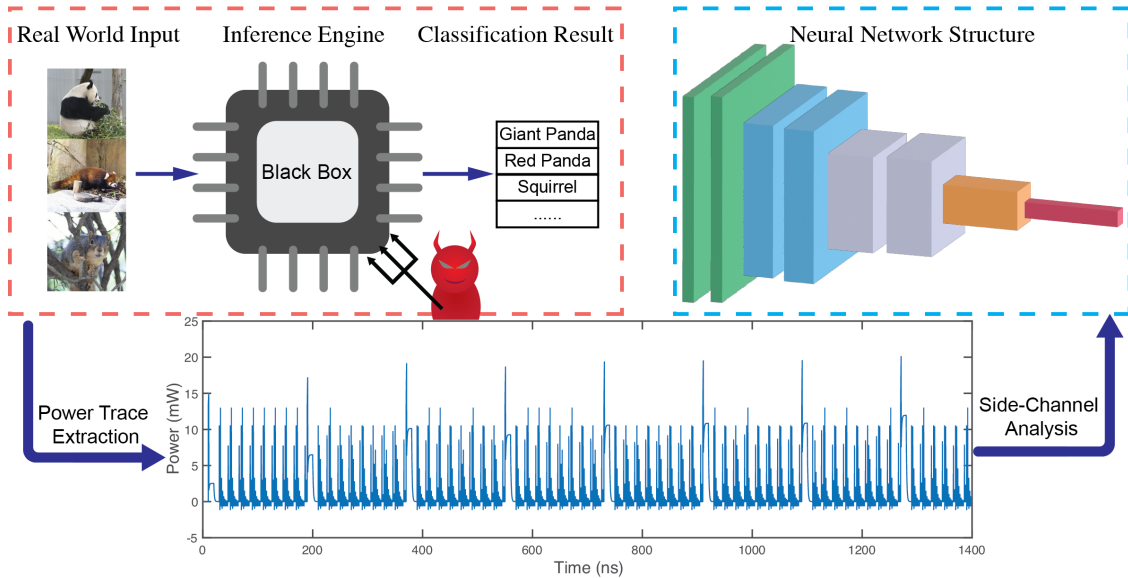 Real World Input
Inference Engine
Classification Result
Neural Network Structure
Black Box
Giant Panda
Red Panda
Squirrel
......
Power Trace
Extraction
Side-Channel
Analysis
Power (mW)
25
20
15
10
5
0
-5
0
200
400
600
800
1000
1200
1400
Time (ns)